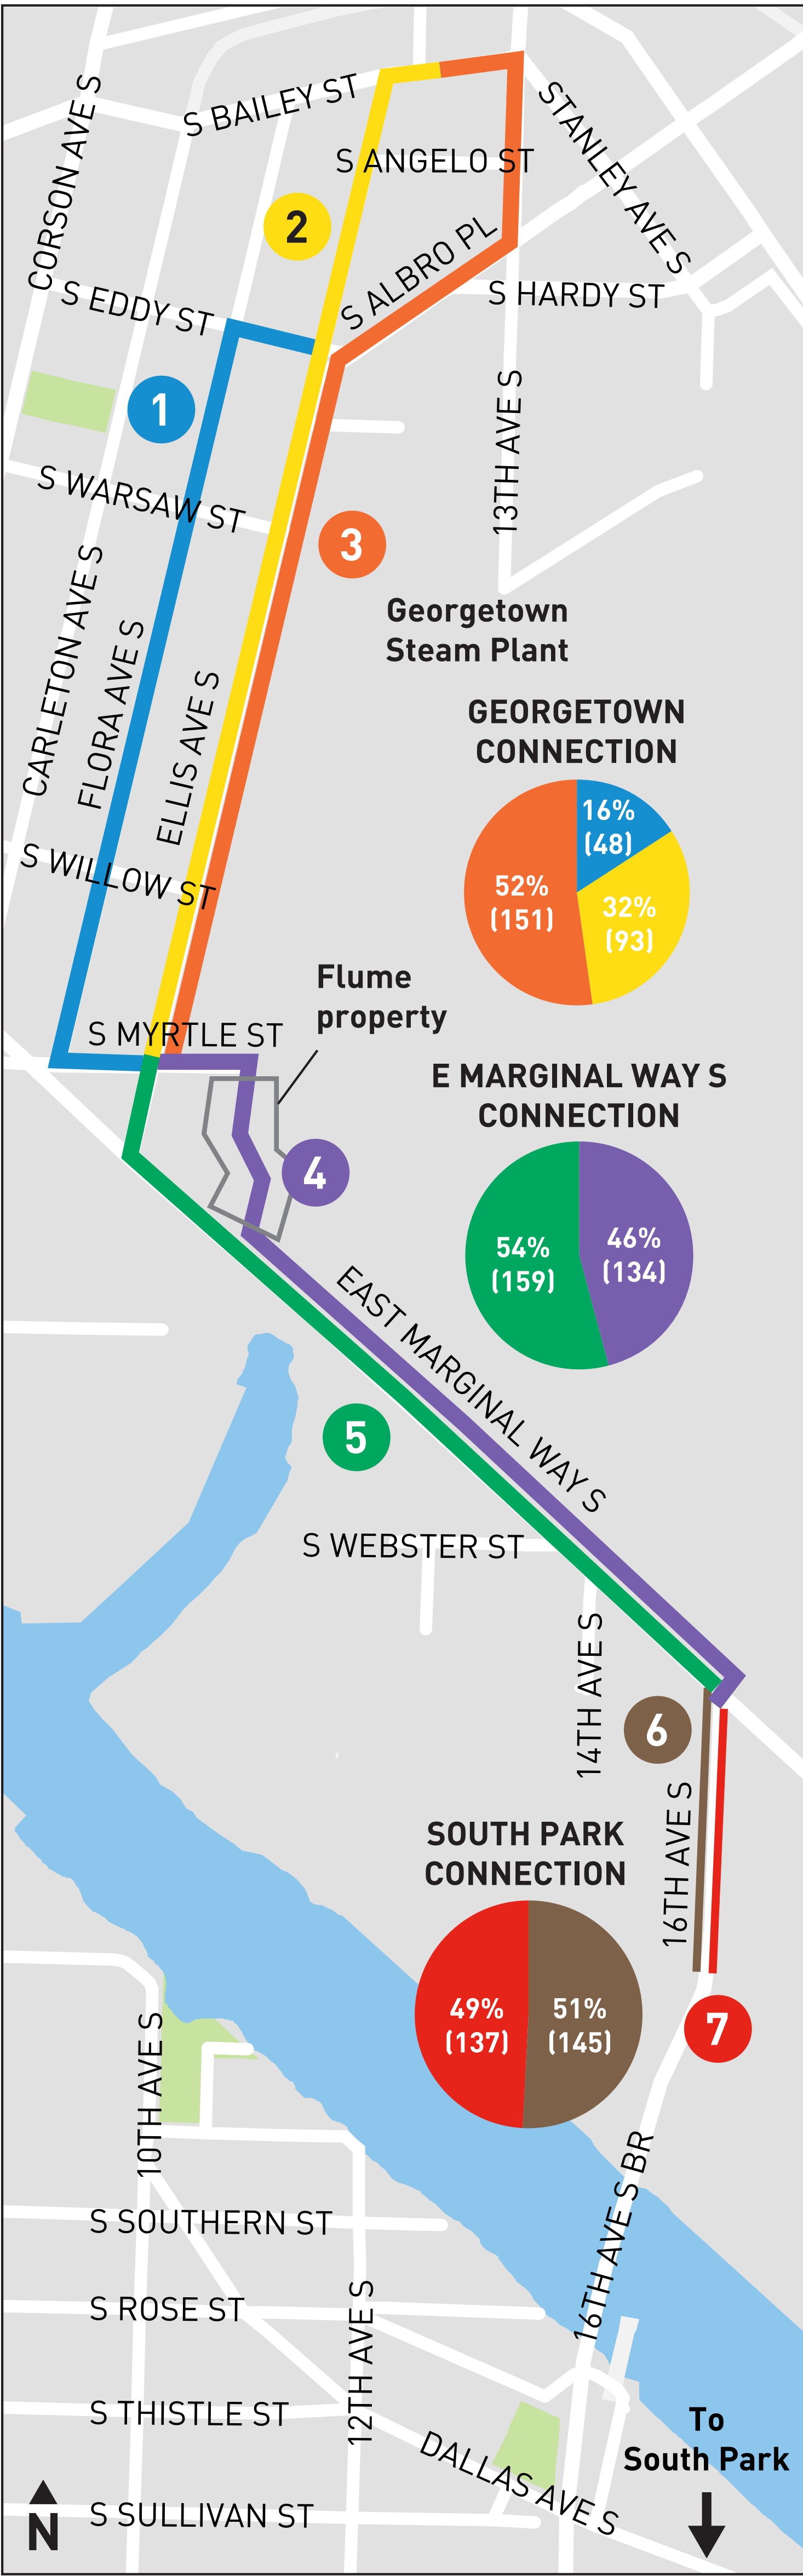 CORSON AVE S
S BAILEY ST
STANLEY AVE S
S ANGELO ST
2
S ALBRO PL
S EDDY ST
S HARDY ST
1
13TH AVE S
S WARSAW ST
3
CARLETON AVE S
FLORA AVE S
ELLIS AVE S
Georgetown
Steam Plant
GEORGETOWN
CONNECTION
16%
(48)
52%
(151)
32%
(93)
S WILLOW ST
Flume
property
S MYRTLE ST
E MARGINAL WAY S
CONNECTION
4
54%
(159)
46%
(134)
EAST MARGINAL WAY S
5
S WEBSTER ST
14TH AVE S
6
16TH AVE S
SOUTH PARK
CONNECTION
49%
(137)
51%
(145)
7
10TH AVE S
16TH AVE S BR
S SOUTHERN ST
S ROSE ST
12TH AVE S
S THISTLE ST
DALLAS AVE S
To
South Park
N
S SULLIVAN ST